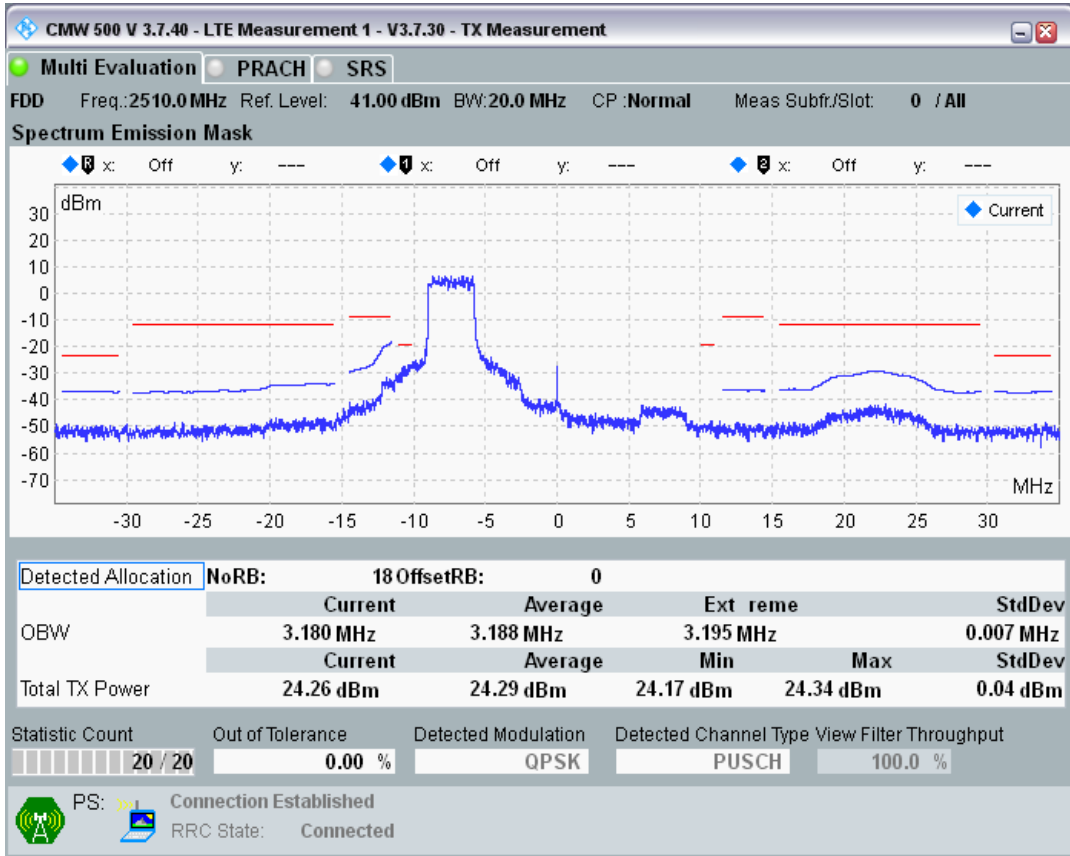 CMW 500 V 3.7.40 - LTE Measurement 1 - V3.7.30 - TX Measurement
Multi Evaluation PRACH SRS
FDD Freq.:2510.0 MHz Ref. Level: 41.00 dBm BW:20.0 MHz CP :Normal Meas Subfr./Slot: 0 / All
Spectrum Emission Mask
R x: Off y: --- 1 x: Off y: --- 2 x: Off y: ---
dBm
Current
30
20
10
0
-10
-20
-30
-40
-50
-60
-70
MHz
-30 -25 -20 -15 -10 -5 0 5 10 15 20 25 30
Detected Allocation NoRB: 18 OffsetRB: 0
Current Average Ext reme StdDev
OBW 3.180 MHz 3.188 MHz 3.195 MHz 0.007 MHz
Current Average Min Max StdDev
Total TX Power 24.26 dBm 24.29 dBm 24.17 dBm 24.34 dBm 0.04 dBm
Statistic Count Out of Tolerance Detected Modulation Detected Channel Type View Filter Throughput
20 / 20 0.00 % QPSK PUSCH 100.0 %
PS: Connection Established
RRC State: Connected